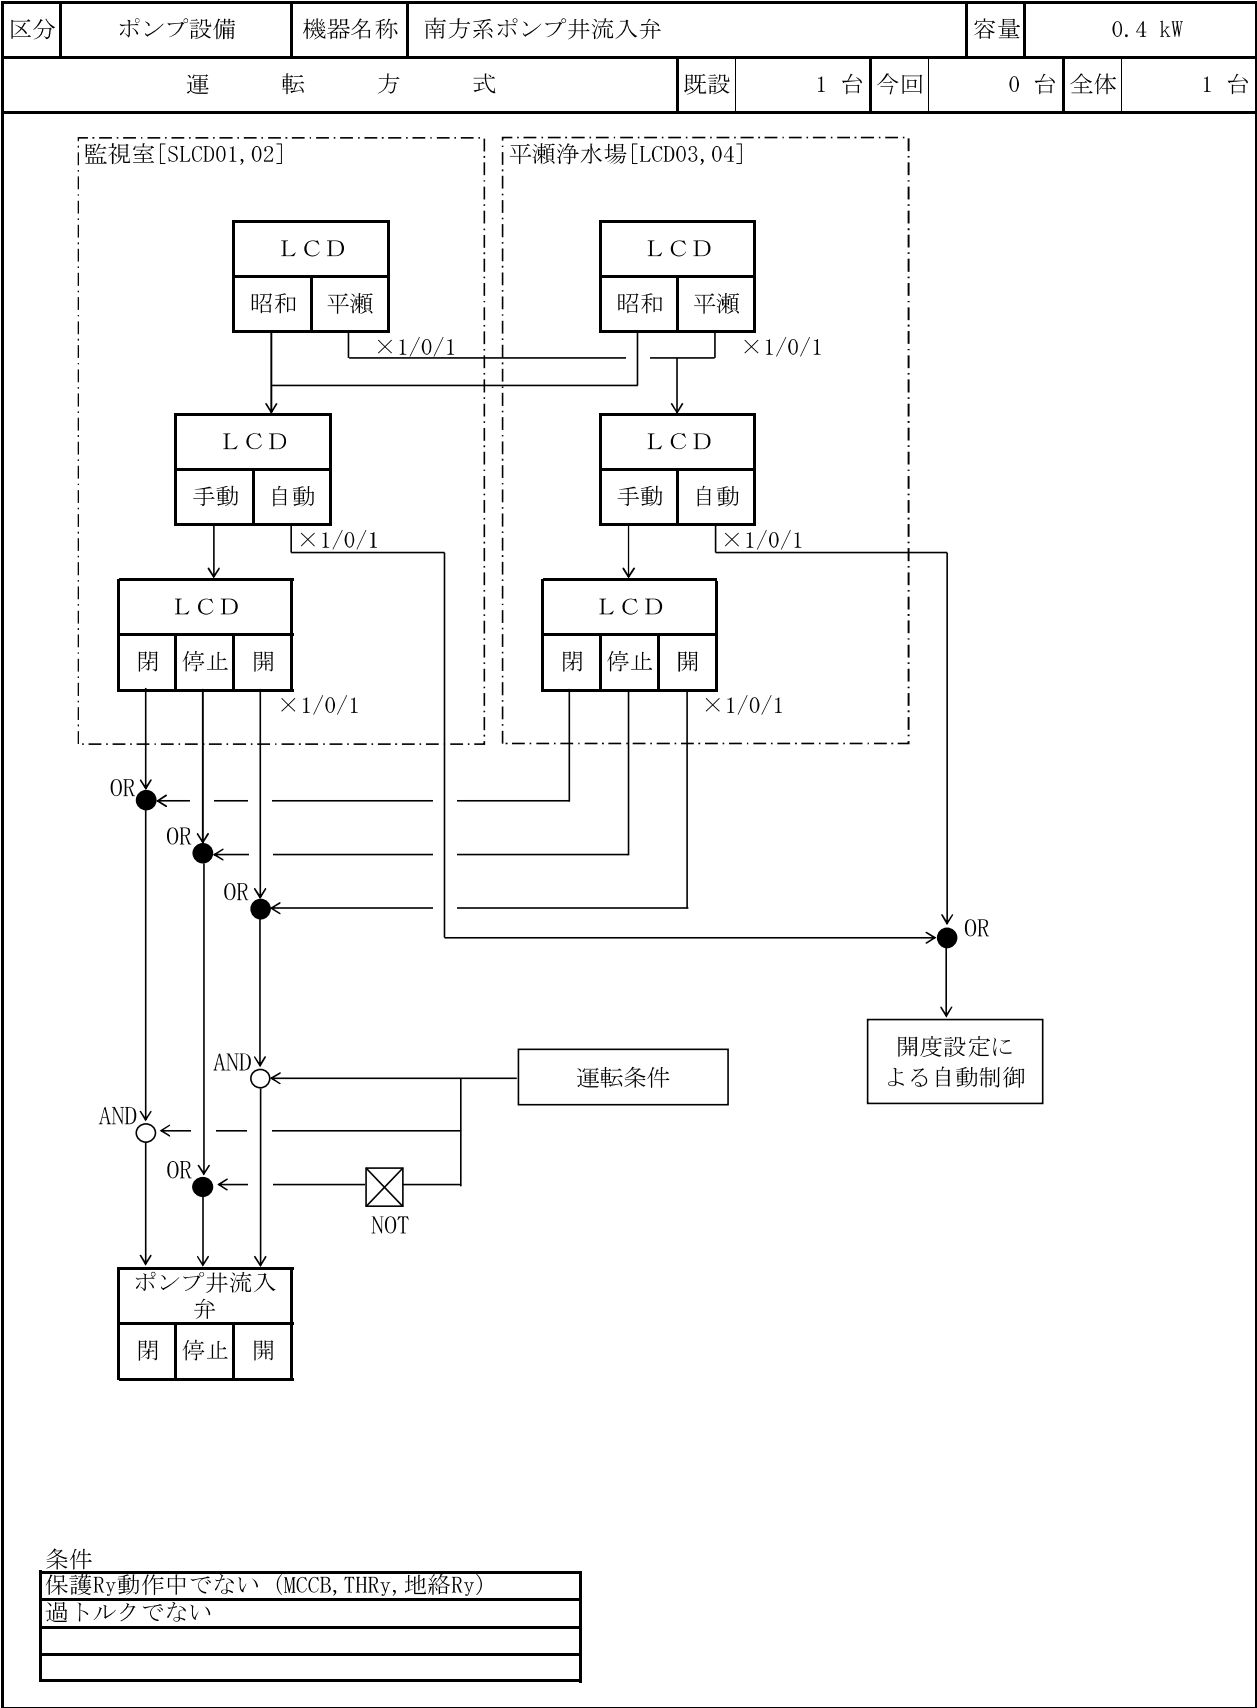 区分 ポンプ設備 機器名称 南方系ポンプ井流入弁 容量 0.4 kW
運転方式 既設 1 台 今回 0 台 全体 1 台
監視室[SLCD01,02]
平瀬浄水場[LCD03,04]
ＬＣＤ
昭和 平瀬
×1/0/1
ＬＣＤ
昭和 平瀬
×1/0/1
ＬＣＤ
手動 自動
×1/0/1
ＬＣＤ
手動 自動
×1/0/1
ＬＣＤ
閉 停止 開
×1/0/1
ＬＣＤ
閉 停止 開
×1/0/1
OR
OR
OR
OR
開度設定に
よる自動制御
AND
運転条件
AND
OR
NOT
ポンプ井流入
弁
閉 停止 開
条件
保護Ry動作中でない（MCCB,THRy,地絡Ry）
過トルクでない